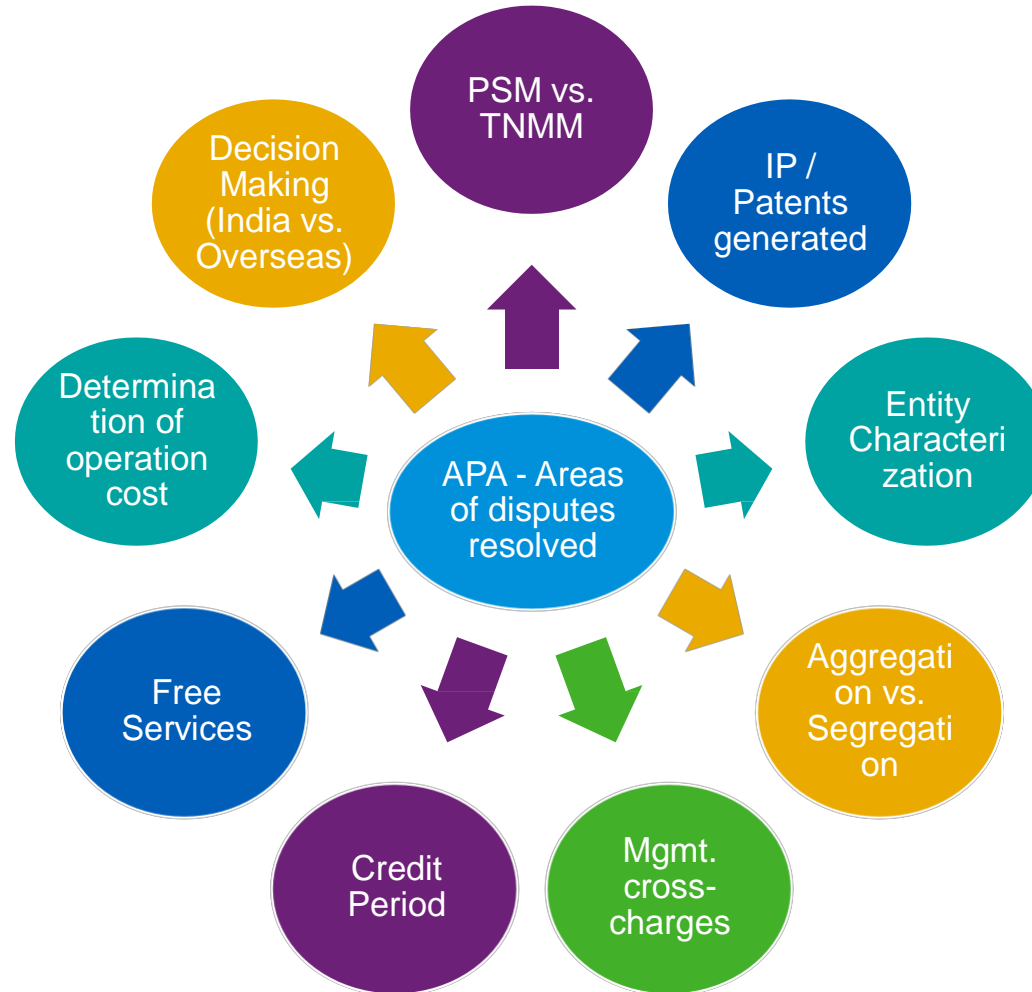 PSM vs.
TNMM
IP /
Patents
generated
Entity
Characteri
zation
Aggregati
on vs.
Segregati
on
Mgmt.
cross-
charges
Credit
Period
Free
Services
Determina
tion of
operation
cost
Decision
Making
(India vs.
Overseas)
APA - Areas
of disputes
resolved